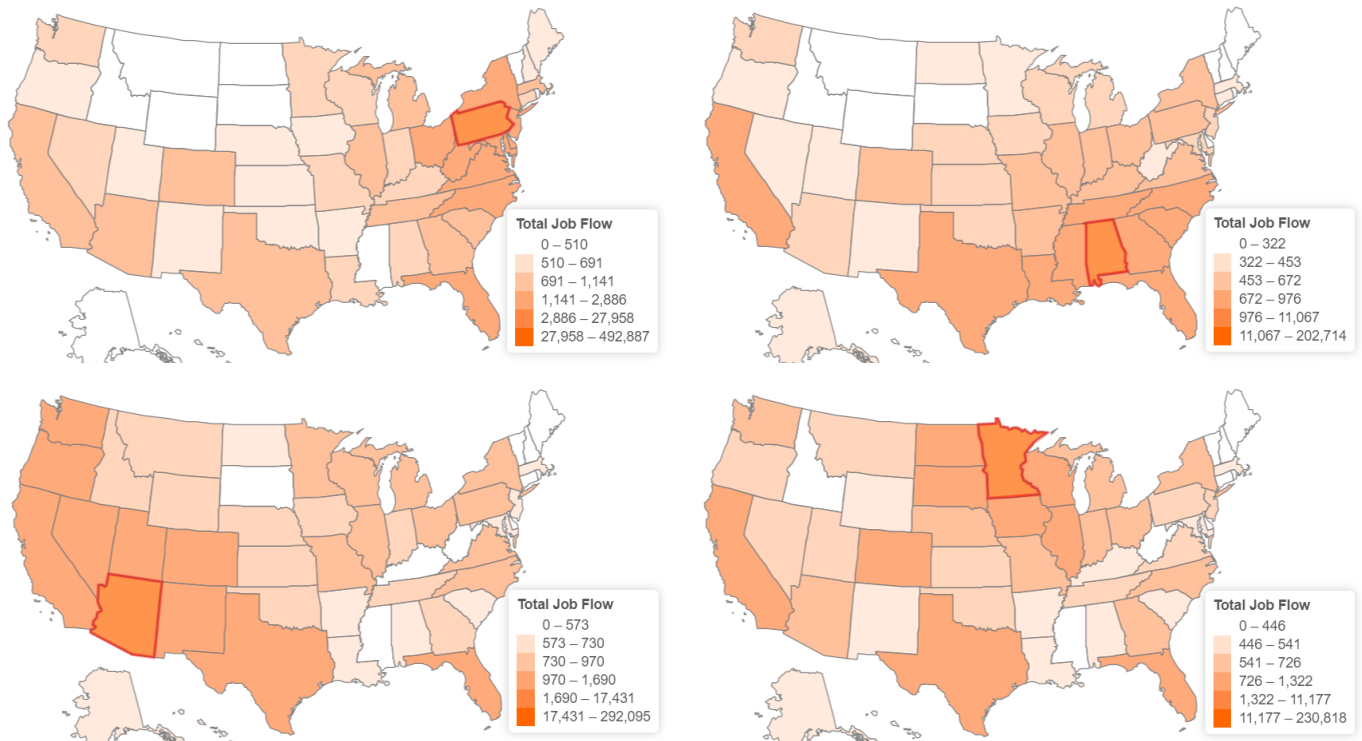 Total Job Flow
0 – 510
510 – 691
691 – 1,141
1,141 – 2,886
2,886 – 27,958
27,958 – 492,887
Total Job Flow
0 – 322
322 – 453
453 – 672
672 – 976
976 – 11,067
11,067 – 202,714
Total Job Flow
0 – 573
573 – 730
730 – 970
970 – 1,690
1,690 – 17,431
17,431 – 292,095
Total Job Flow
0 – 446
446 – 541
541 – 726
726 – 1,322
1,322 – 11,177
11,177 – 230,818